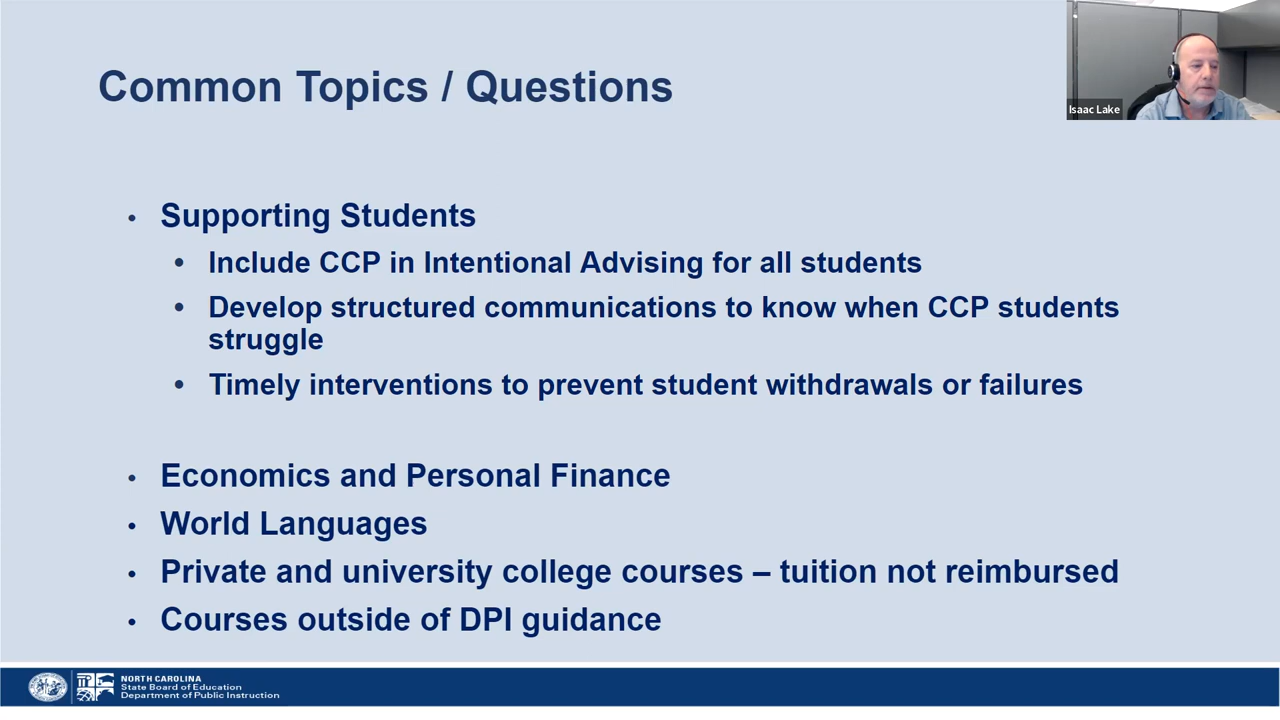 Common Topics / Questions
Isaac Lake
• Supporting Students
• Include CCP in Intentional Advising for all students
• Develop structured communications to know when CCP students
struggle
• Timely interventions to prevent student withdrawals or failures
• Economics and Personal Finance
• World Languages
• Private and university college courses – tuition not reimbursed
• Courses outside of DPI guidance
NORTH CAROLINA
State Board of Education
Department of Public Instruction